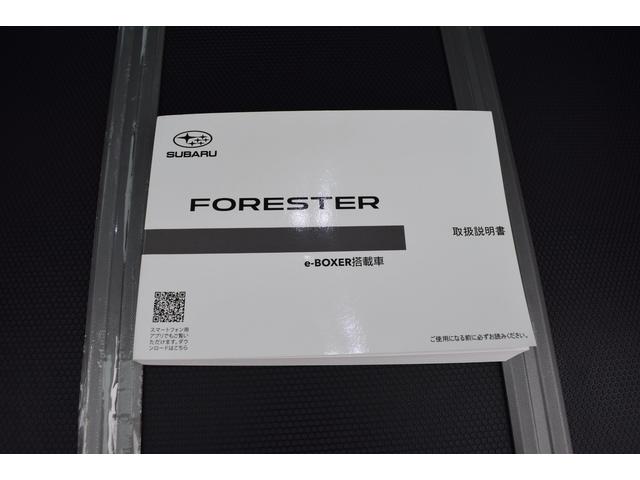 SUBARU
FORESTER
取扱説明書
e-BOXER搭載車
スマートフォン用
アプリでもご覧い
ただけます。ダウ
ンロードはこちら
ご使用になる前に必ずお読みください。